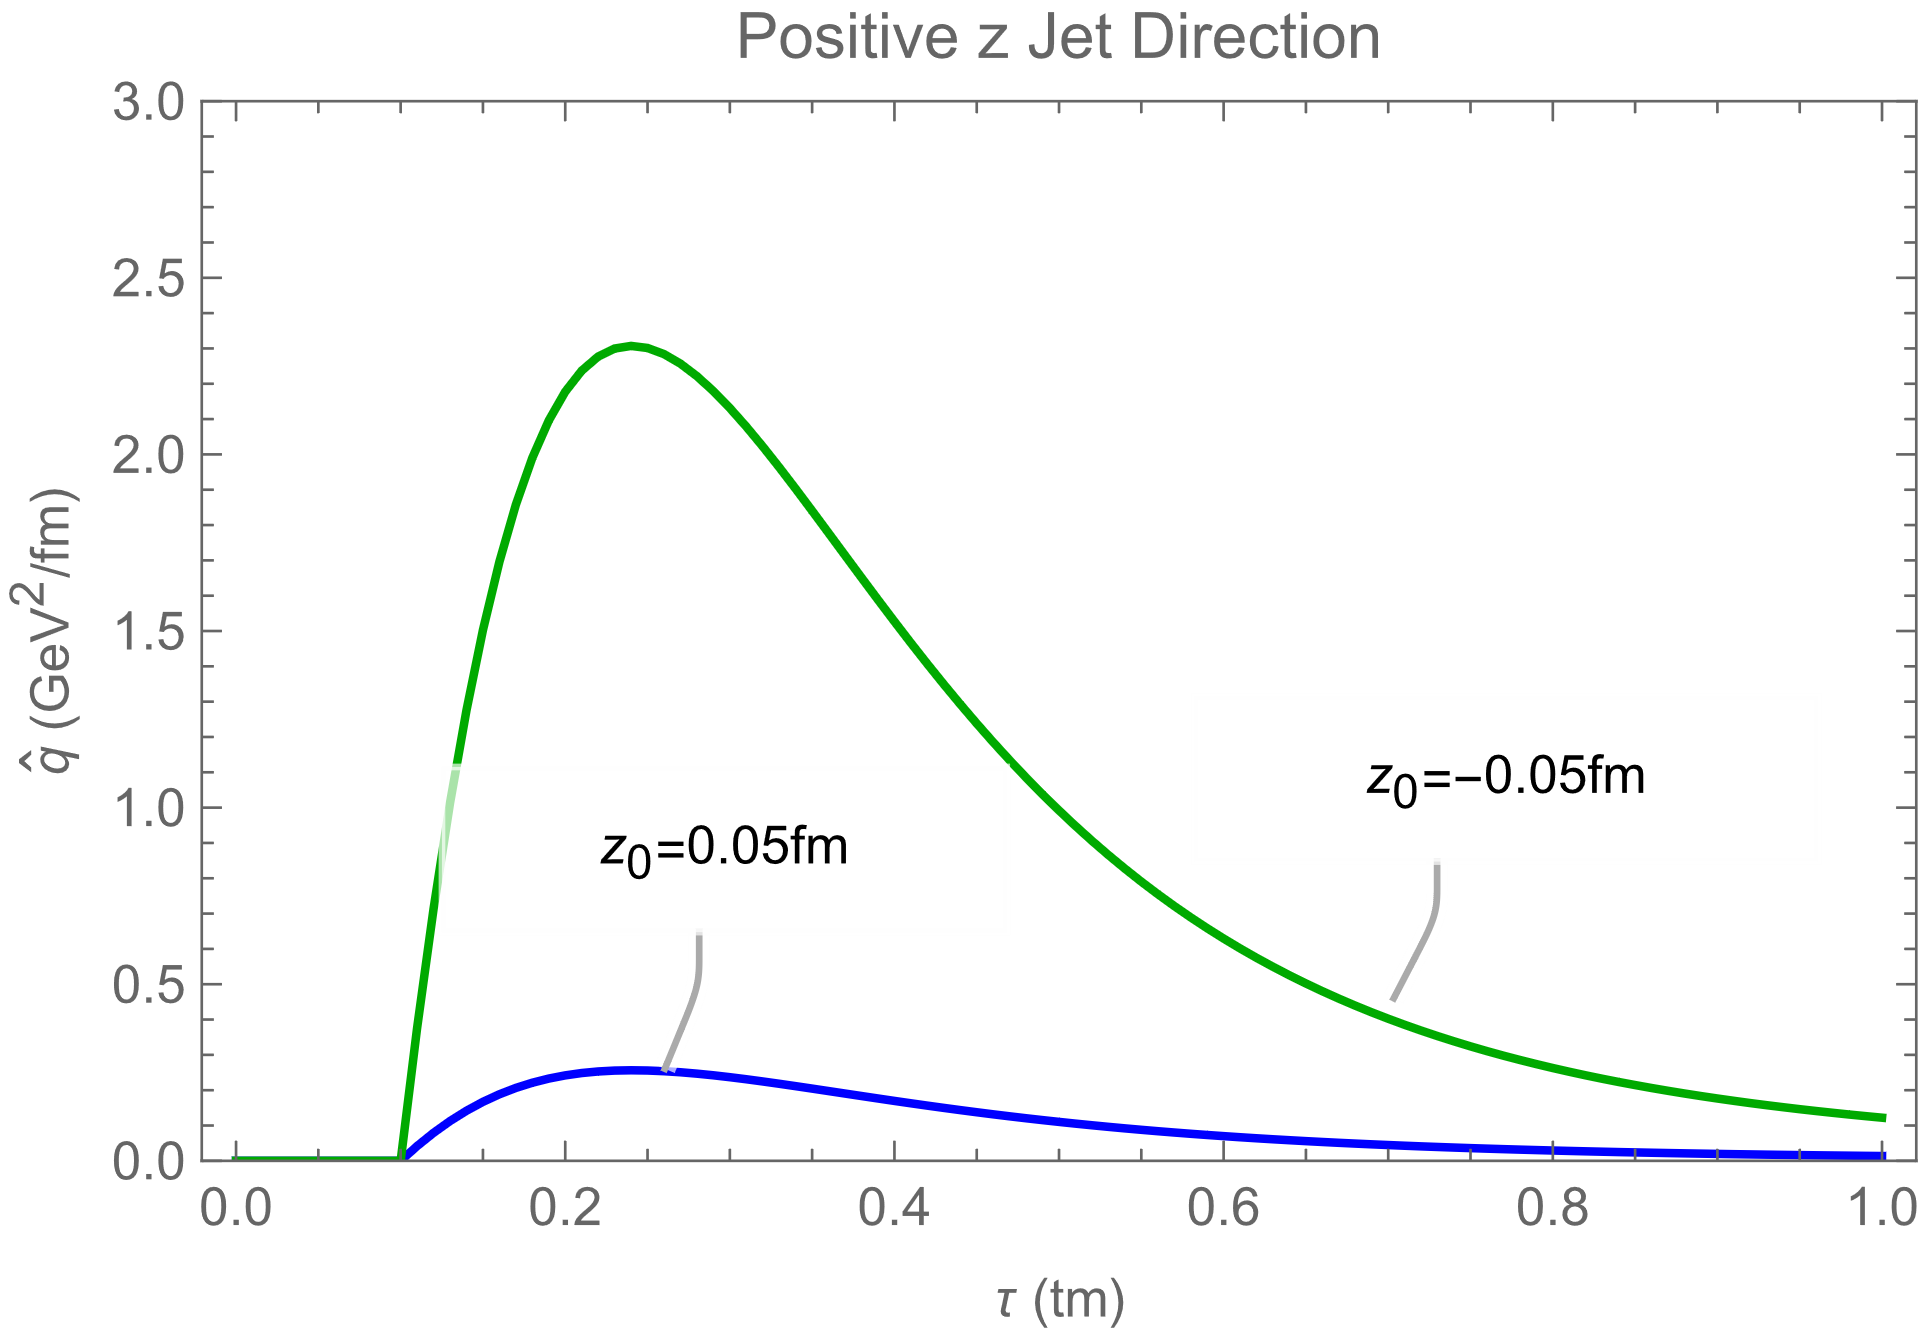 Positive z Jet Direction
3.0
2.5
2.0
1.5
1.0
0.5
0.0
q̂ (GeV²/fm)
z₀=−0.05fm
z₀=0.05fm
0.0 0.2 0.4 0.6 0.8 1.0
τ (tm)